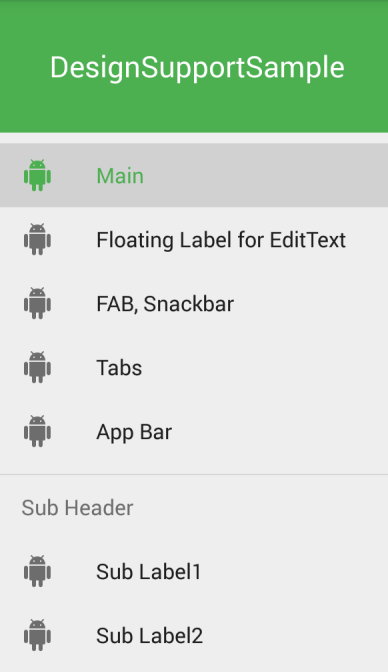 DesignSupportSample
Main
Floating Label for EditText
FAB, Snackbar
Tabs
App Bar
Sub Header
Sub Label1
Sub Label2